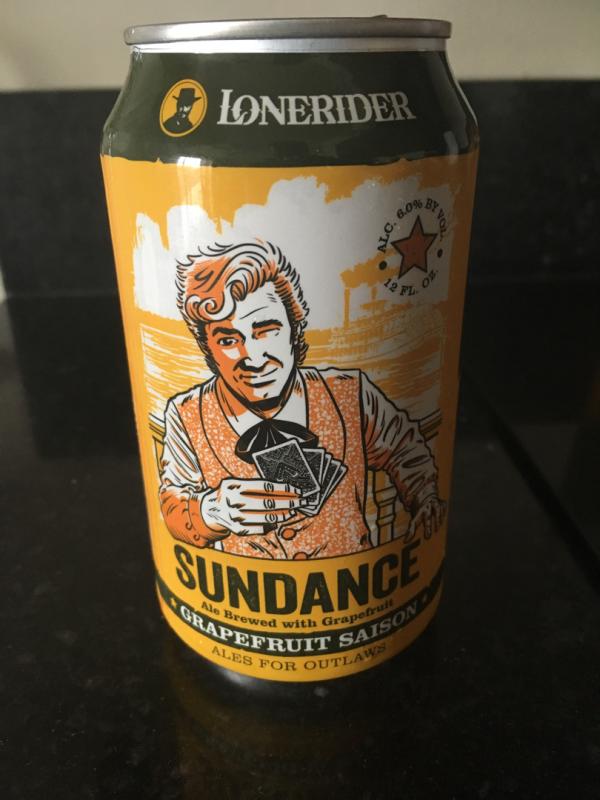 LONERIDER
ALC. 6.0% BY VOL.
12 FL. OZ.
SUNDANCE
Ale Brewed with Grapefruit
GRAPEFRUIT SAISON
ALES FOR OUTLAWS